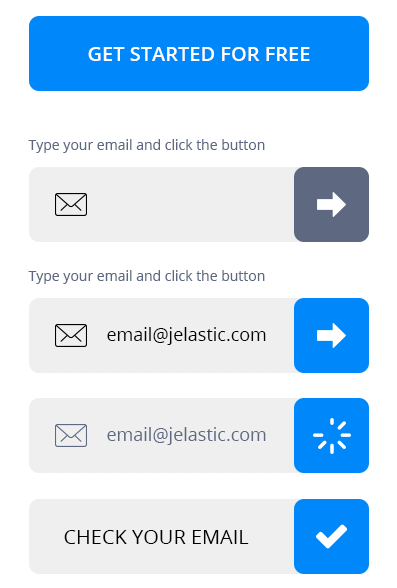 GET STARTED FOR FREE
Type your email and click the button
Type your email and click the button
email@jelastic.com
email@jelastic.com
CHECK YOUR EMAIL